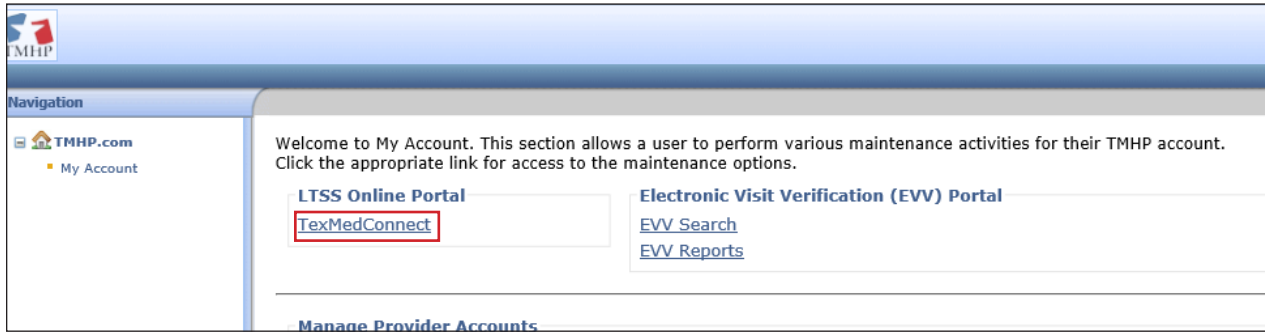 TMHP
Navigation
TMHP.com
My Account
Welcome to My Account. This section allows a user to perform various maintenance activities for their TMHP account.
Click the appropriate link for access to the maintenance options.
LTSS Online Portal
TexMedConnect
Electronic Visit Verification (EVV) Portal
EVV Search
EVV Reports
Manage Provider Accounts